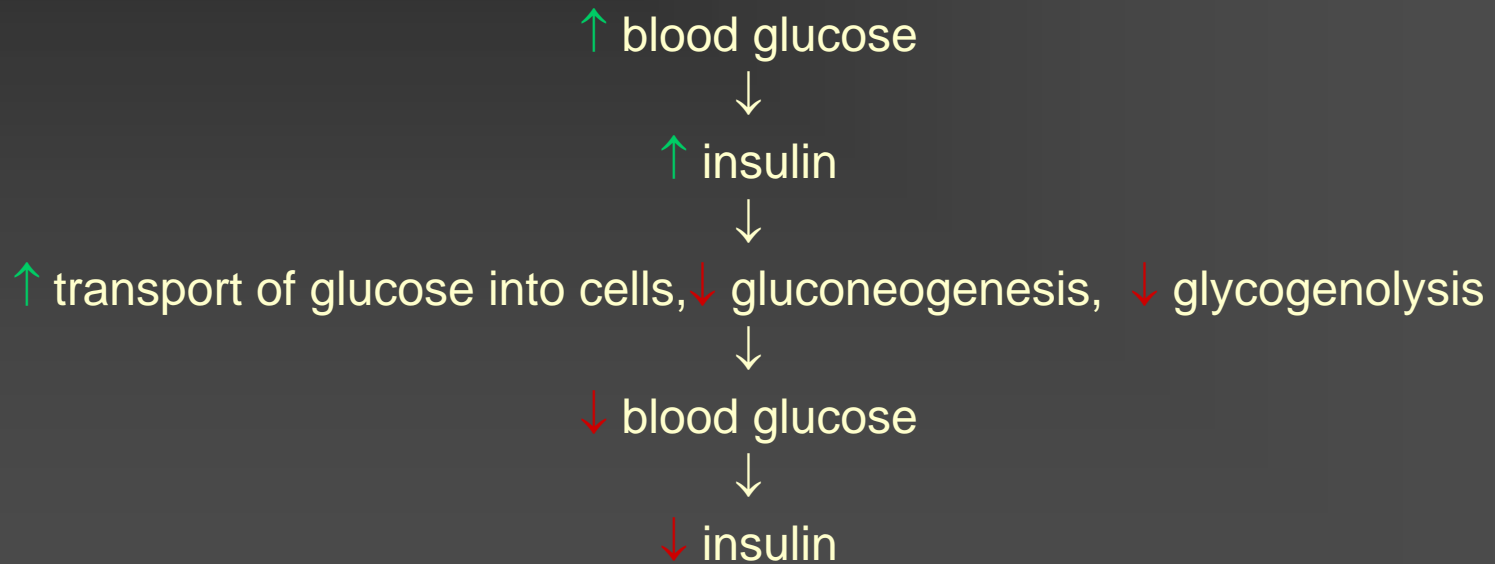 ↑ blood glucose
↓
↑ insulin
↓
↑ transport of glucose into cells,↓ gluconeogenesis, ↓ glycogenolysis
↓
↓ blood glucose
↓
↓ insulin